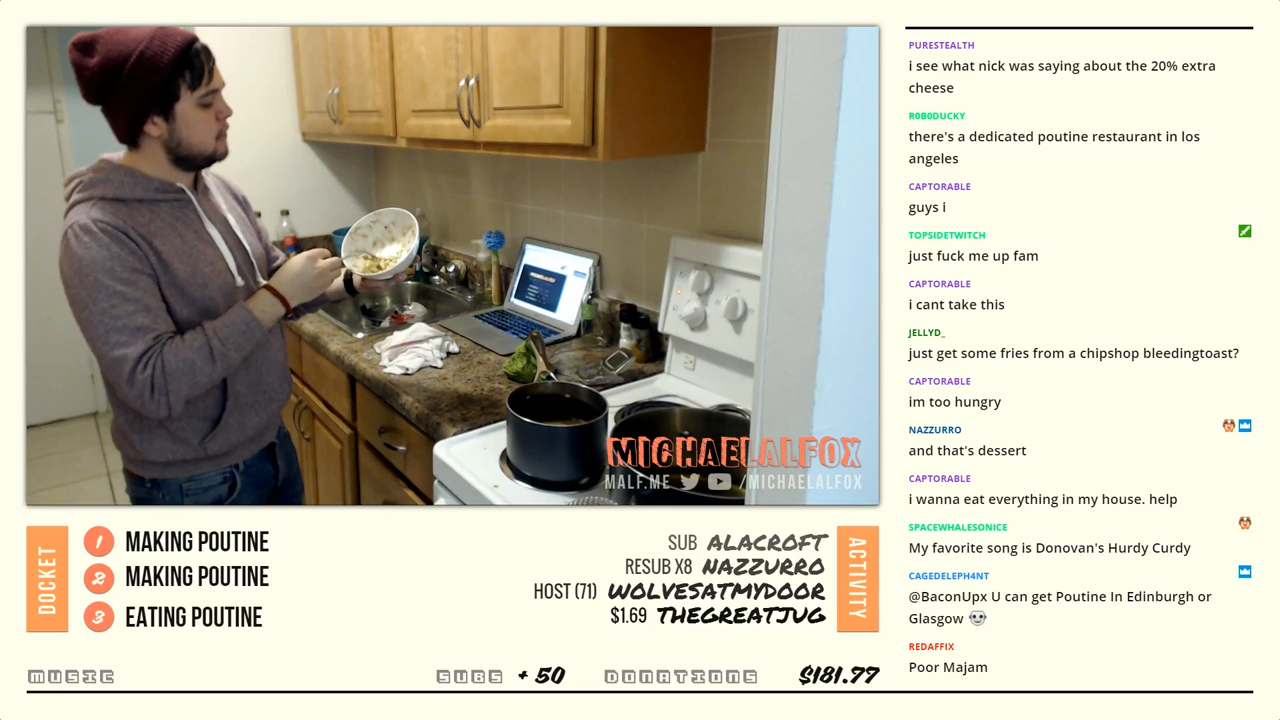 MICHAELALFOX
MALF.ME /MICHAELALFOX
DOCKET
1 MAKING POUTINE
2 MAKING POUTINE
3 EATING POUTINE
SUB ALACROFT
RESUB X8 NAZZURRO
HOST (71) WOLVESATMYDOOR
$1.69 THEGREATJUG
ACTIVITY
MUSIC
SUBS + 50
DONATIONS $181.77
PURESTEALTH
i see what nick was saying about the 20% extra
cheese
R0B0DUCKY
there's a dedicated poutine restaurant in los
angeles
CAPTORABLE
guys i
TOPSIDETWITCH
just fuck me up fam
CAPTORABLE
i cant take this
JELLYD_
just get some fries from a chipshop bleedingtoast?
CAPTORABLE
im too hungry
NAZZURRO
and that's dessert
CAPTORABLE
i wanna eat everything in my house. help
SPACEWHALESONICE
My favorite song is Donovan's Hurdy Curdy
CAGEDELEPH4NT
@BaconUpx U can get Poutine In Edinburgh or
Glasgow
REDAFFIX
Poor Majam